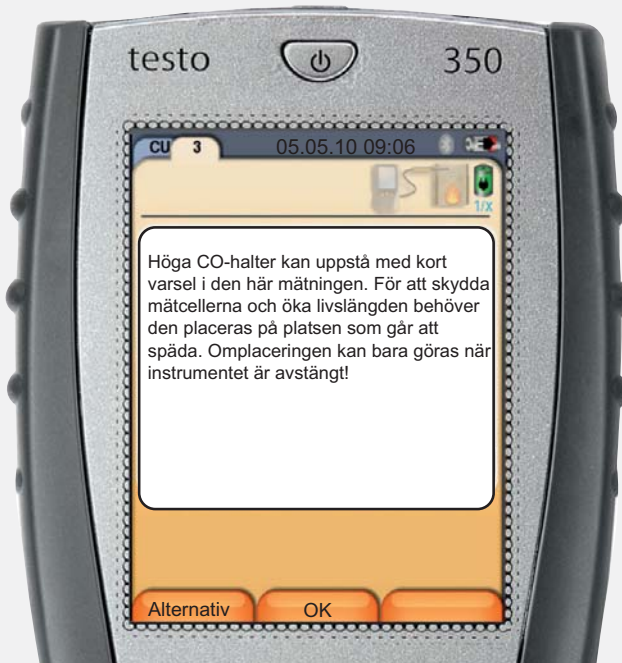 testo 350
CU 3 05.05.10 09:06
1/X
Höga CO-halter kan uppstå med kort
varsel i den här mätningen. För att skydda
mätcellerna och öka livslängden behöver
den placeras på platsen som går att
späda. Omplaceringen kan bara göras när
instrumentet är avstängt!
Alternativ OK